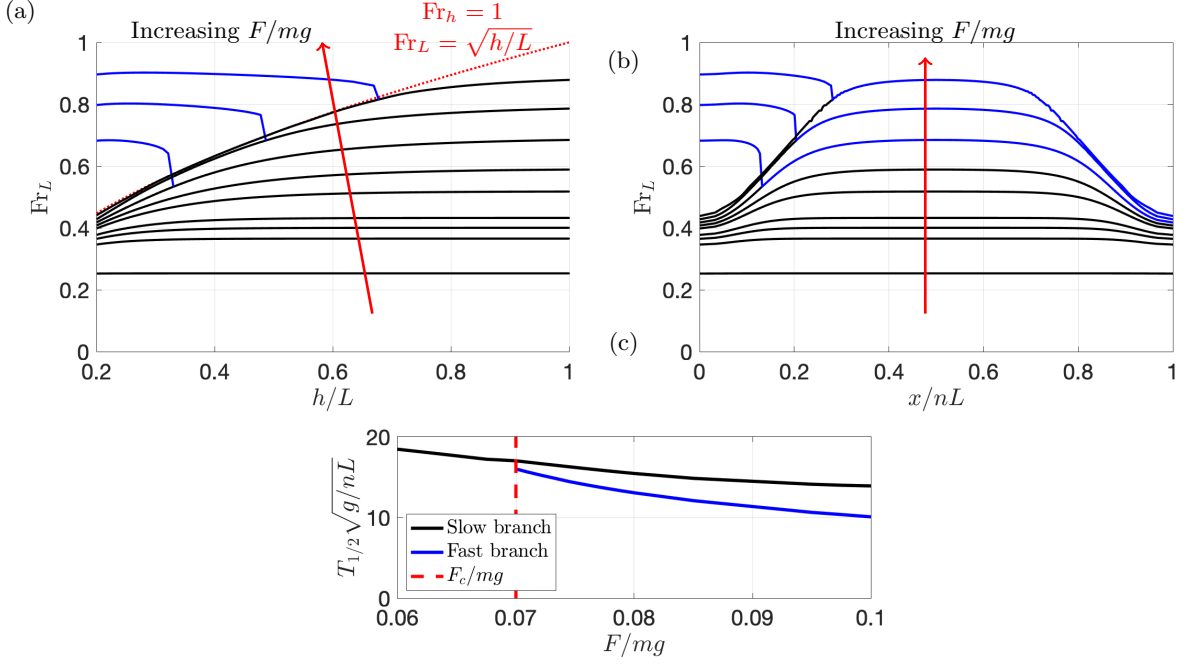 (a)
Increasing F/mg
Fr_h = 1
Fr_L = √h/L
Fr_L
1
0.8
0.6
0.4
0.2
0
0.2 0.4 0.6 0.8 1
h/L
(b)
Increasing F/mg
Fr_L
1
0.8
0.6
0.4
0.2
0
0 0.2 0.4 0.6 0.8 1
x/nL
(c)
T_{1/2}√g/nL
20
10
0
Slow branch
Fast branch
F_c/mg
0.06 0.07 0.08 0.09 0.1
F/mg